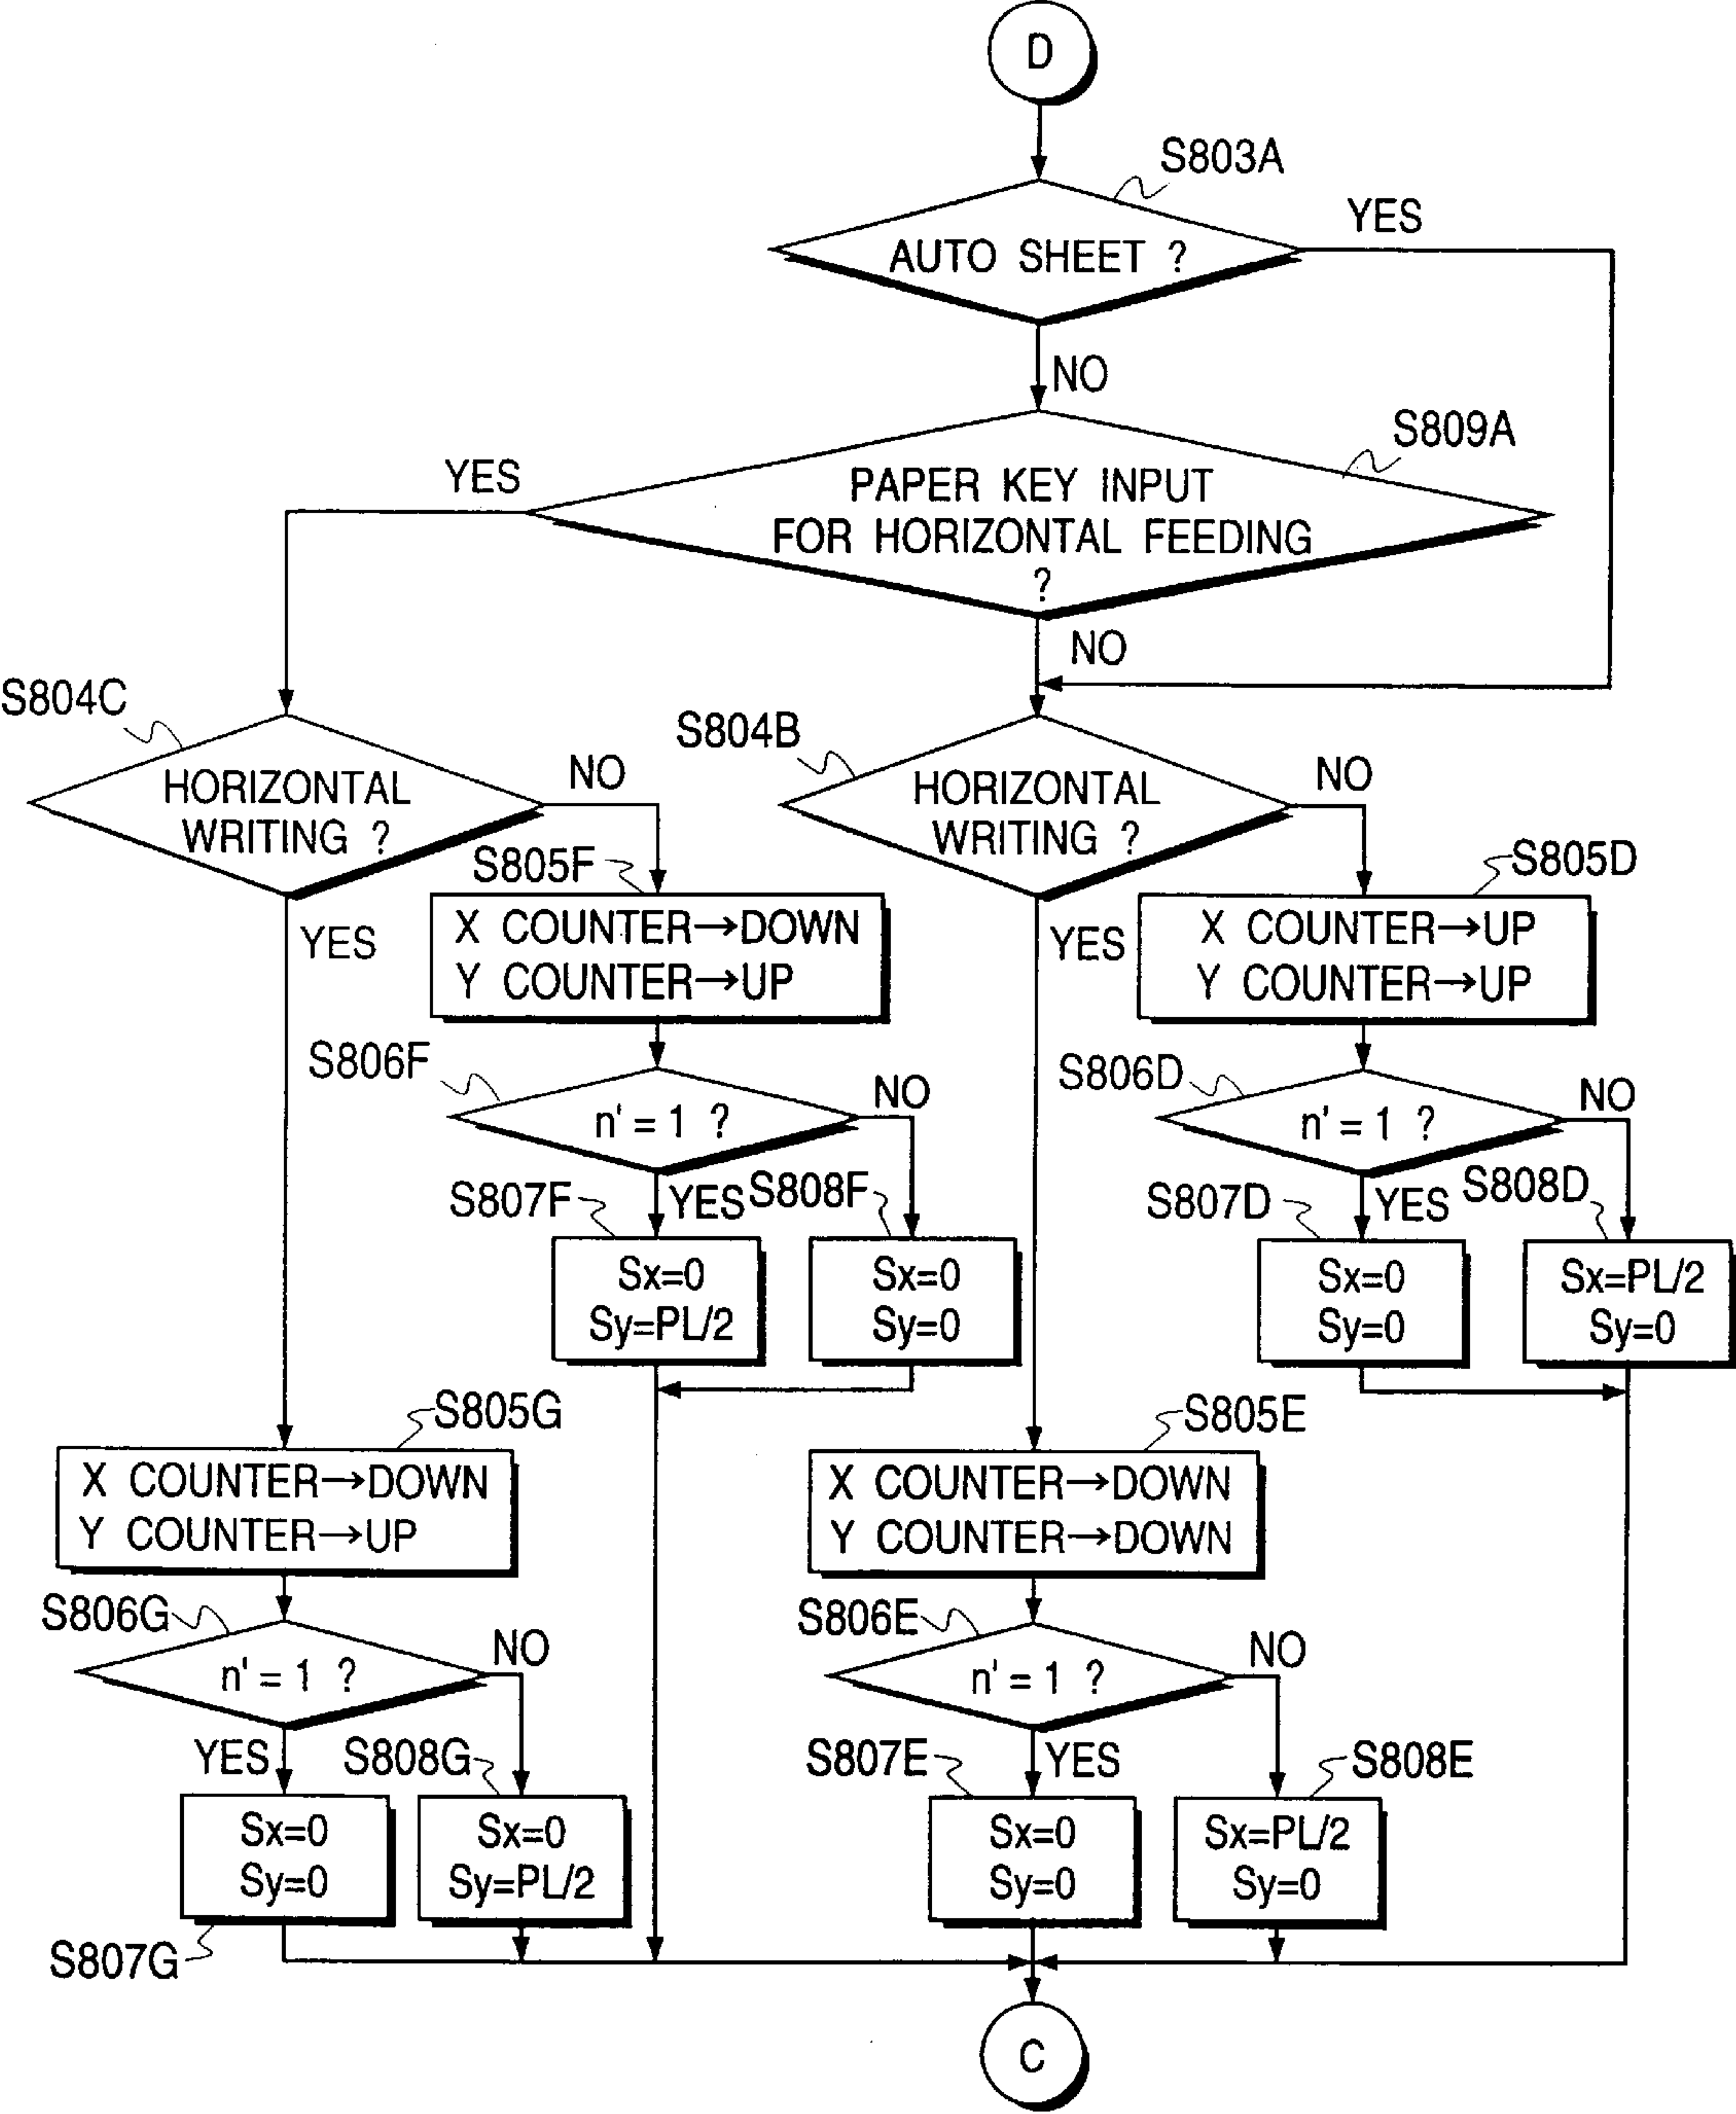 D
S803A
YES
AUTO SHEET ?
NO
S809A
YES
PAPER KEY INPUT
FOR HORIZONTAL FEEDING
?
NO
S804C
S804B
HORIZONTAL
WRITING ?
NO
HORIZONTAL
WRITING ?
NO
S805F
S805D
YES
X COUNTER→DOWN
Y COUNTER→UP
YES
X COUNTER→UP
Y COUNTER→UP
S806F
n' = 1 ?
NO
S806D
n' = 1 ?
NO
S807F
YES
S808F
S807D
YES
S808D
Sx=0
Sy=PL/2
Sx=0
Sy=0
Sx=0
Sy=0
Sx=PL/2
Sy=0
S805G
S805E
X COUNTER→DOWN
Y COUNTER→UP
X COUNTER→DOWN
Y COUNTER→DOWN
S806G
n' = 1 ?
NO
S806E
n' = 1 ?
NO
YES
S808G
S807E
YES
S808E
Sx=0
Sy=0
Sx=0
Sy=PL/2
Sx=0
Sy=0
Sx=PL/2
Sy=0
S807G
C